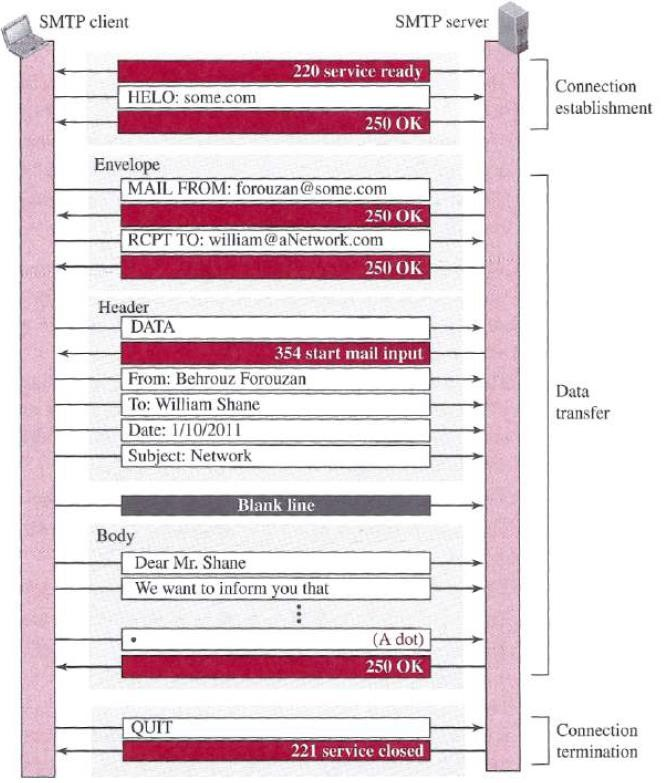 SMTP client
SMTP server
220 service ready
HELO: some.com
250 OK
Connection
establishment
Envelope
MAIL FROM: forouzan@some.com
250 OK
RCPT TO: william@aNetwork.com
250 OK
Header
DATA
354 start mail input
From: Behrouz Forouzan
To: William Shane
Date: 1/10/2011
Subject: Network
Data
transfer
Blank line
Body
Dear Mr. Shane
We want to inform you that
⋮
• (A dot)
250 OK
QUIT
221 service closed
Connection
termination